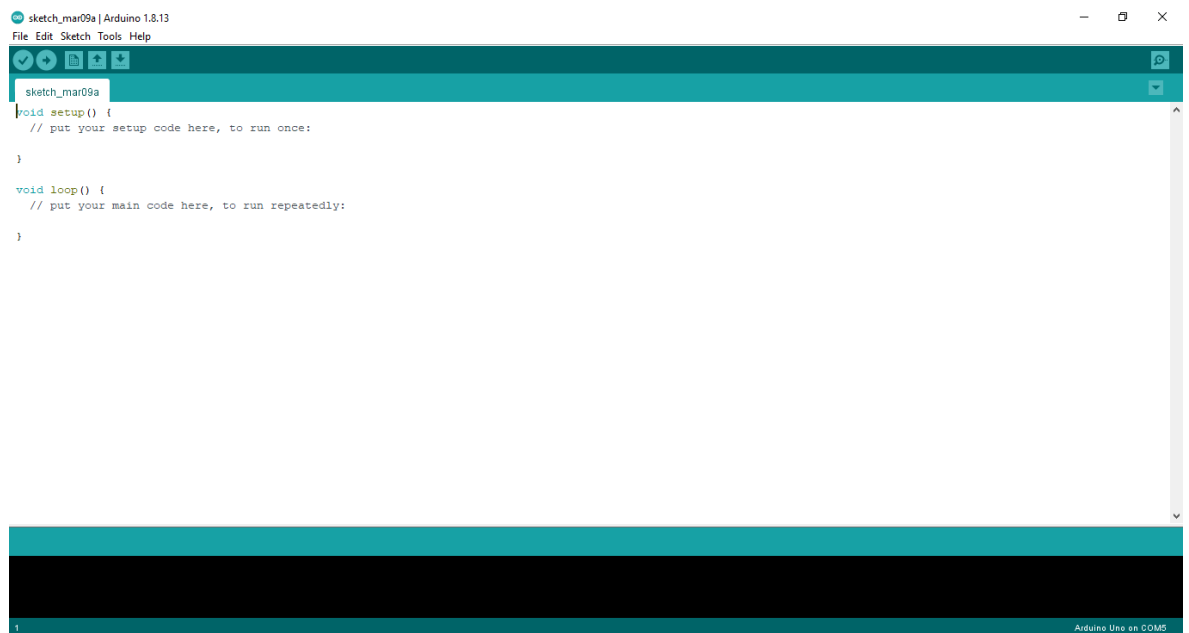 sketch_mar09a | Arduino 1.8.13
File Edit Sketch Tools Help
sketch_mar09a
void setup() {
  // put your setup code here, to run once:
}
void loop() {
  // put your main code here, to run repeatedly:
}
1
Arduino Uno on COM5